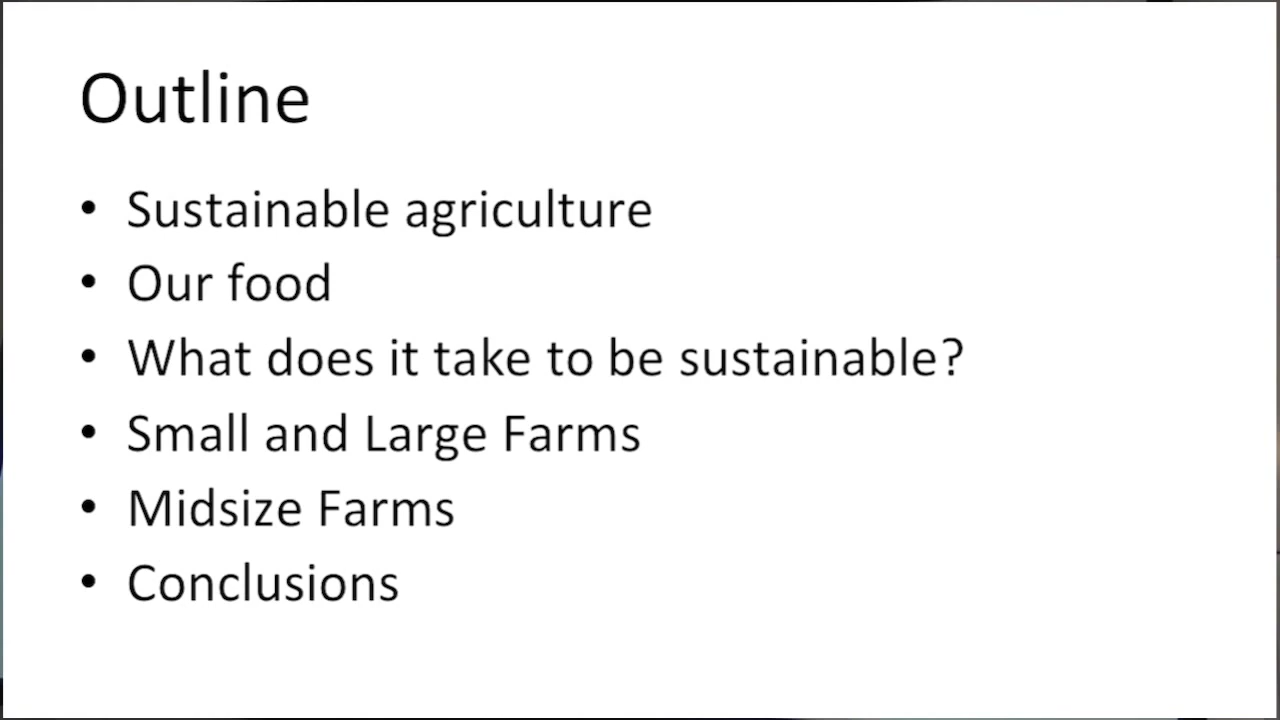 Outline
• Sustainable agriculture
• Our food
• What does it take to be sustainable?
• Small and Large Farms
• Midsize Farms
• Conclusions